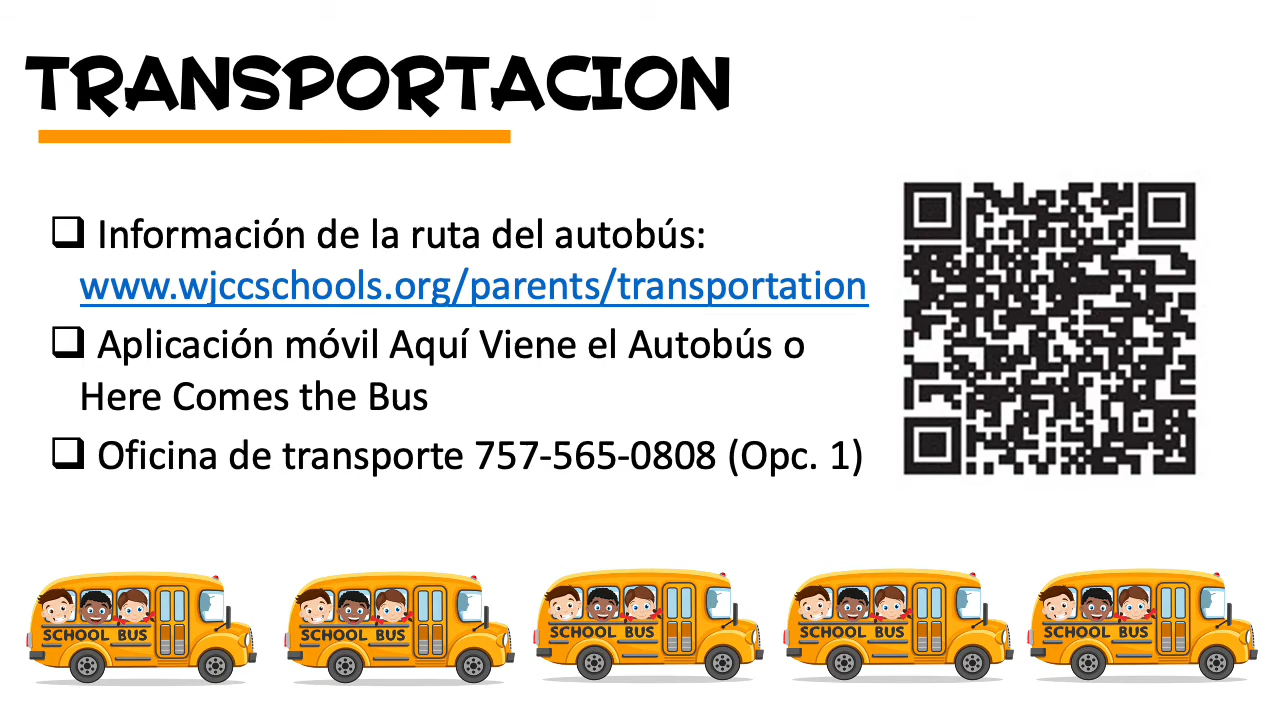 TRANSPORTACION
❑ Información de la ruta del autobús:
www.wjccschools.org/parents/transportation
❑ Aplicación móvil Aquí Viene el Autobús o
Here Comes the Bus
❑ Oficina de transporte 757-565-0808 (Opc. 1)
SCHOOL BUS
SCHOOL BUS
SCHOOL BUS
SCHOOL BUS
SCHOOL BUS